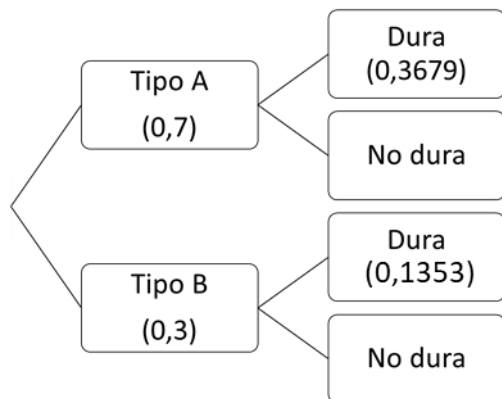 Tipo A
(0,7)
Dura
(0,3679)
No dura
Tipo B
(0,3)
Dura
(0,1353)
No dura